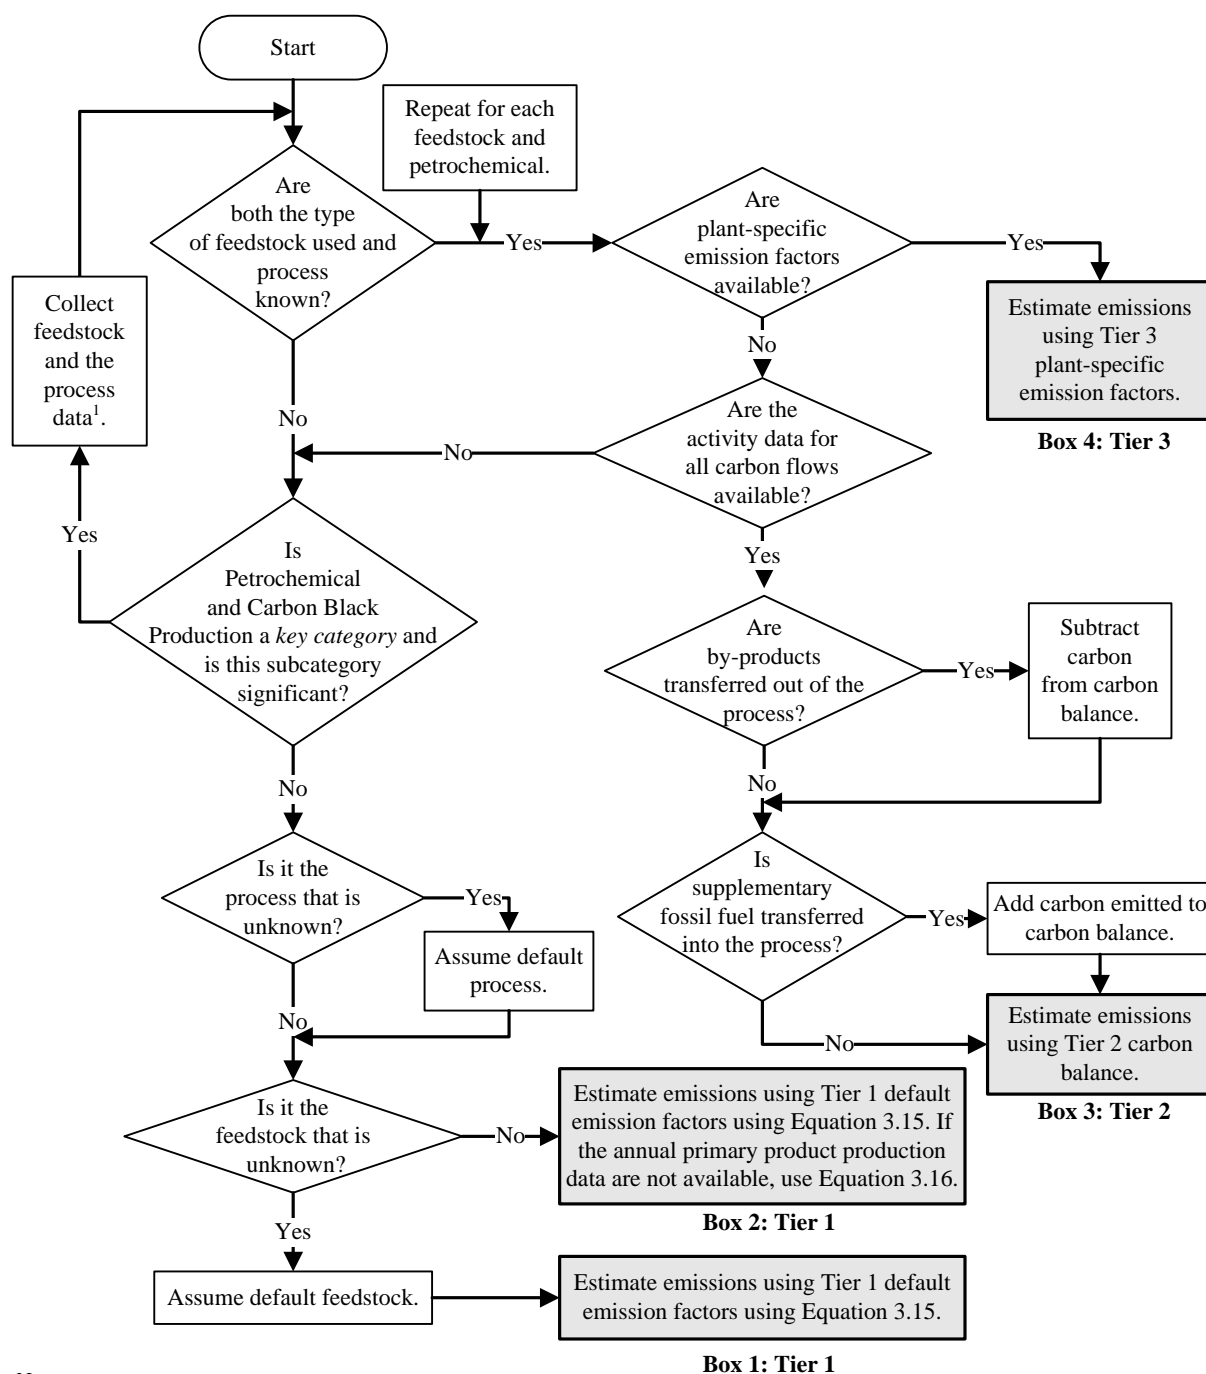 Start
Repeat for each
feedstock and
petrochemical.
Are
both the type
of feedstock used and
process
known?
Yes
Are
plant-specific
emission factors
available?
Yes
Estimate emissions
using Tier 3
plant-specific
emission factors.
Box 4: Tier 3
Collect
feedstock
and the
process
data¹.
No
No
Are the
activity data for
all carbon flows
available?
No
Yes
Yes
Is
Petrochemical
and Carbon Black
Production a key category and
is this subcategory
significant?
Are
by-products
transferred out of the
process?
Yes
Subtract
carbon
from carbon
balance.
No
No
Is it the
process that is
unknown?
Yes
Assume default
process.
Is
supplementary
fossil fuel transferred
into the process?
Yes
Add carbon emitted to
carbon balance.
No
No
Estimate emissions
using Tier 2 carbon
balance.
Box 3: Tier 2
Is it the
feedstock that is
unknown?
No
Estimate emissions using Tier 1 default
emission factors using Equation 3.15. If
the annual primary product production
data are not available, use Equation 3.16.
Box 2: Tier 1
Yes
Assume default feedstock.
Estimate emissions using Tier 1 default
emission factors using Equation 3.15.
Box 1: Tier 1